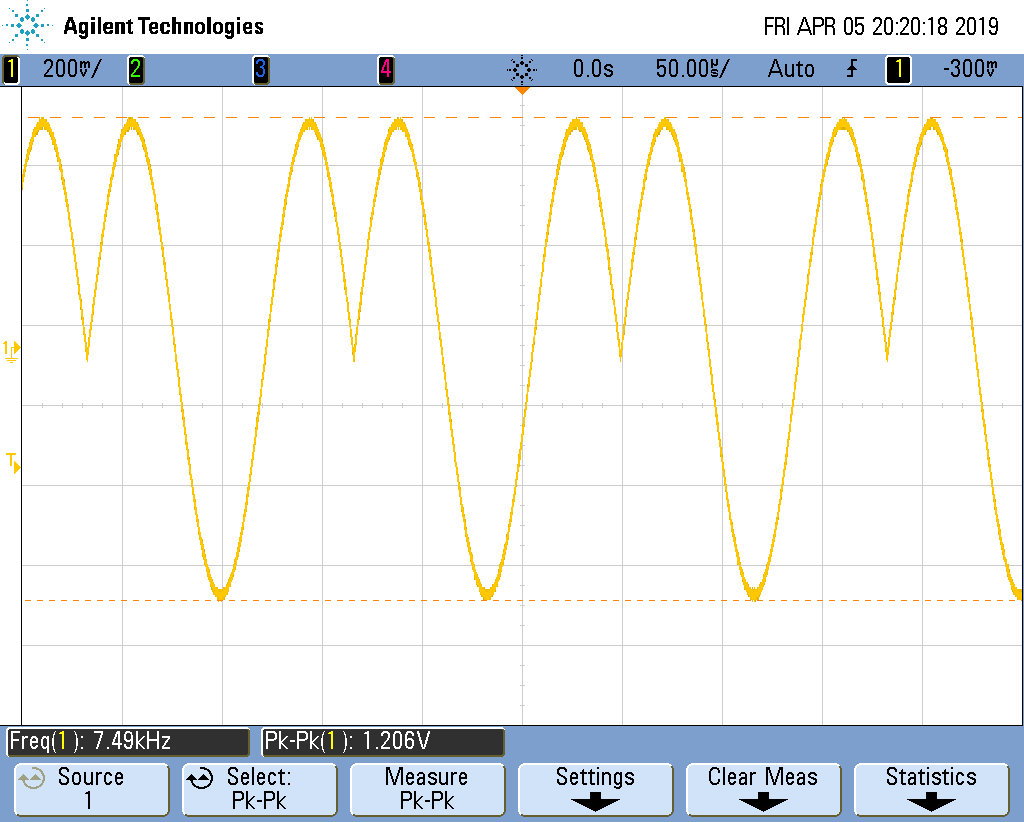 Agilent Technologies FRI APR 05 20:20:18 2019
1 200mV/ 2 3 4 0.0s 50.00µs/ Auto 1 -300mV
1
T
Freq(1): 7.49kHz Pk-Pk(1): 1.206V
Source Select: Measure Settings Clear Meas Statistics
1 Pk-Pk Pk-Pk